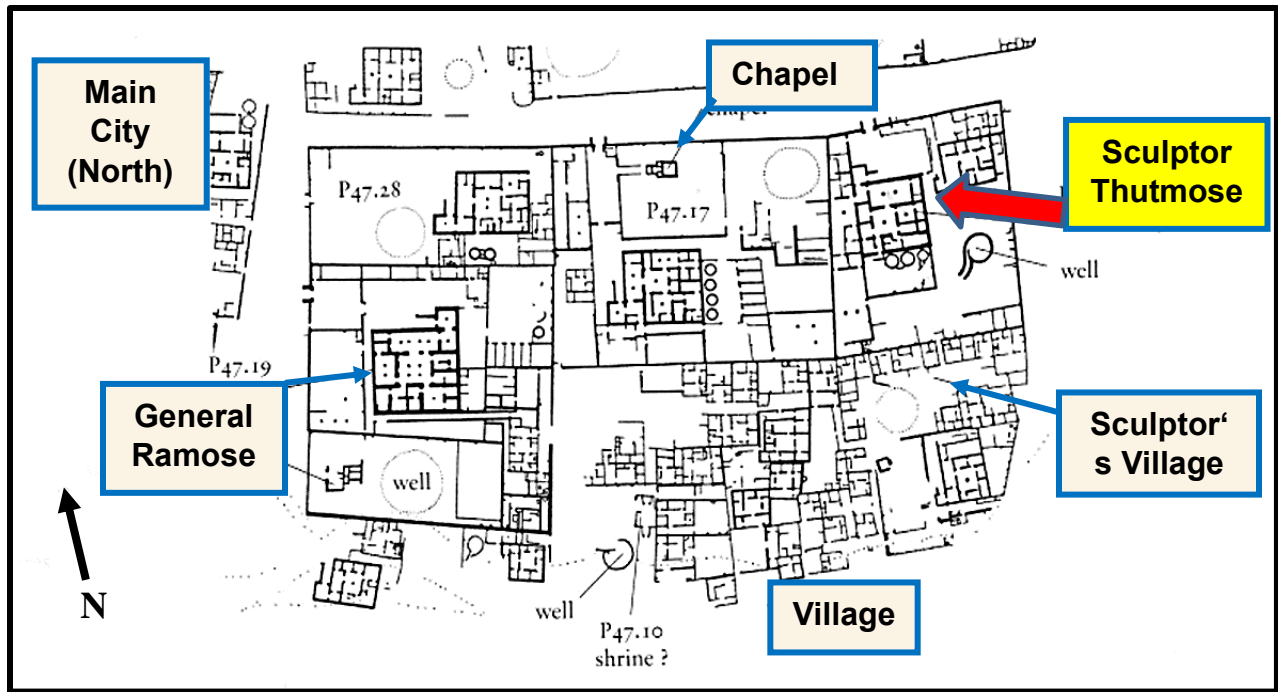 Main
City
(North)
Chapel
chapel
Sculptor
Thutmose
P47.28
P47.17
well
P47.19
General
Ramose
well
Sculptor‘
s Village
N
well
P47.10
shrine ?
Village